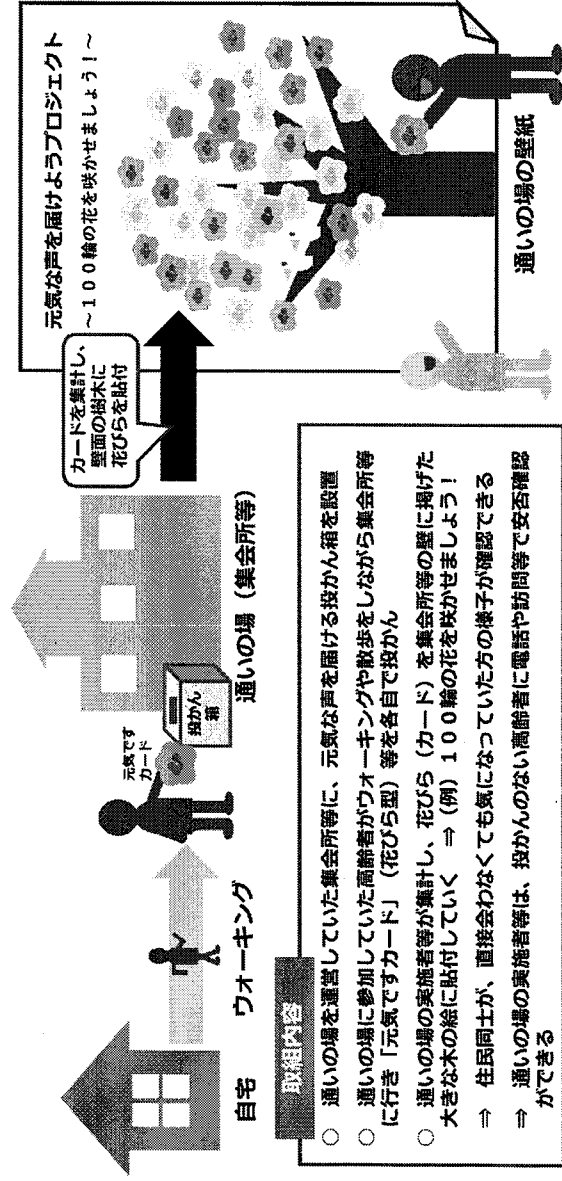 自宅
ウォーキング
元気です
カード
投かん
箱
通いの場（集会所等）
カードを集計し、
壁面の樹木に
花びらを貼付
元気な声を届けようプロジェクト
～１００輪の花を咲かせましょう！～
通いの場の壁紙
取組内容
○ 通いの場を運営していた集会所等に、元気な声を届ける投かん箱を設置
○ 通いの場に参加していた高齢者がウォーキングや散歩をしながら集会所等
に行き「元気ですカード」（花びら型）等を各自で投かん
○ 通いの場の実施者等が集計し、花びら（カード）を集会所等の壁に掲げた
大きな木の絵に貼付していく ⇒（例）１００輪の花を咲かせましょう！
⇒ 住民同士が、直接会わなくても気になっていた方の様子が確認できる
⇒ 通いの場の実施者等は、投かんのない高齢者に電話や訪問等で安否確認
ができる